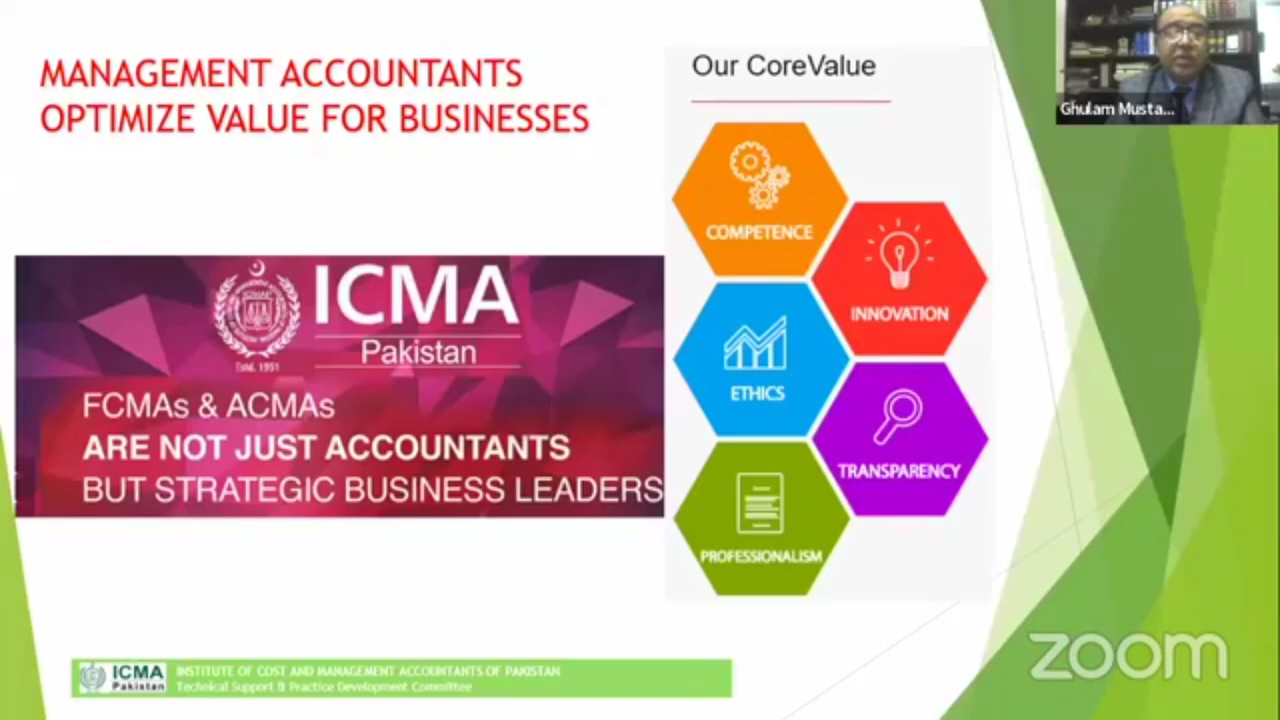 MANAGEMENT ACCOUNTANTS
OPTIMIZE VALUE FOR BUSINESSES
ICMA
Pakistan
Estd. 1951
FCMAs & ACMAs
ARE NOT JUST ACCOUNTANTS
BUT STRATEGIC BUSINESS LEADERS
Our CoreValue
COMPETENCE
INNOVATION
ETHICS
TRANSPARENCY
PROFESSIONALISM
Ghulam Musta...
ICMA
Pakistan
INSTITUTE OF COST AND MANAGEMENT ACCOUNTANTS OF PAKISTAN
Technical Support & Practice Development Committee
zoom